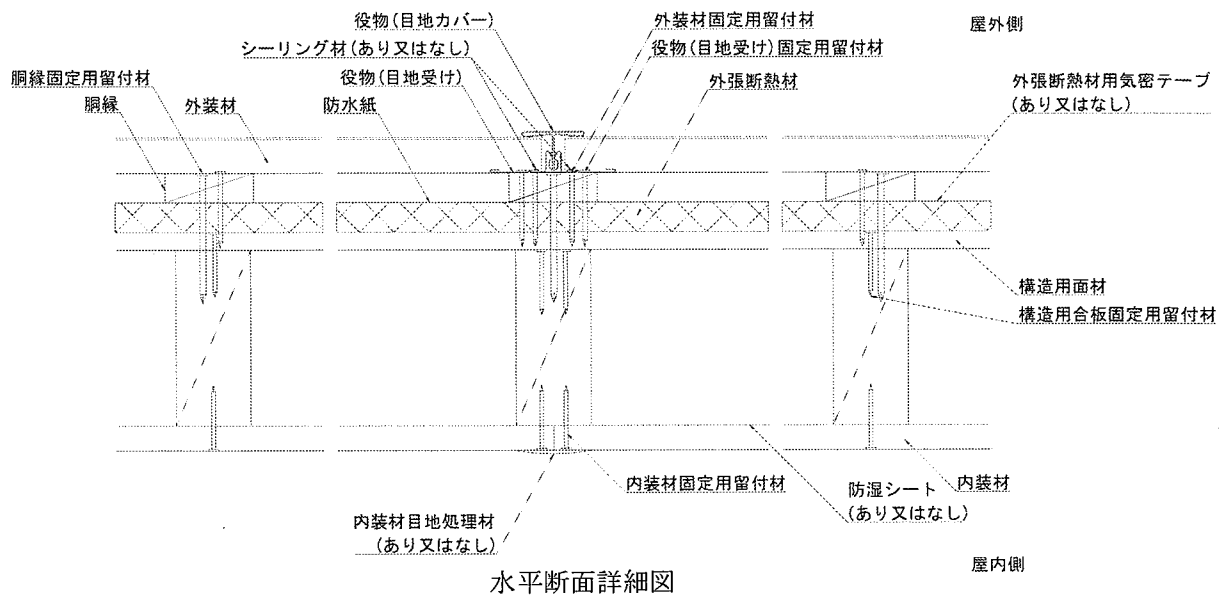 役物(目地カバー)
シーリング材(あり又はなし)
役物(目地受け)
防水紙
胴縁固定用留付材
胴縁
外装材
外装材固定用留付材
役物(目地受け)固定用留付材
外張断熱材
屋外側
外張断熱材用気密テープ
(あり又はなし)
構造用面材
構造用合板固定用留付材
内装材固定用留付材
防湿シート
(あり又はなし)
内装材
内装材目地処理材
(あり又はなし)
屋内側
水平断面詳細図